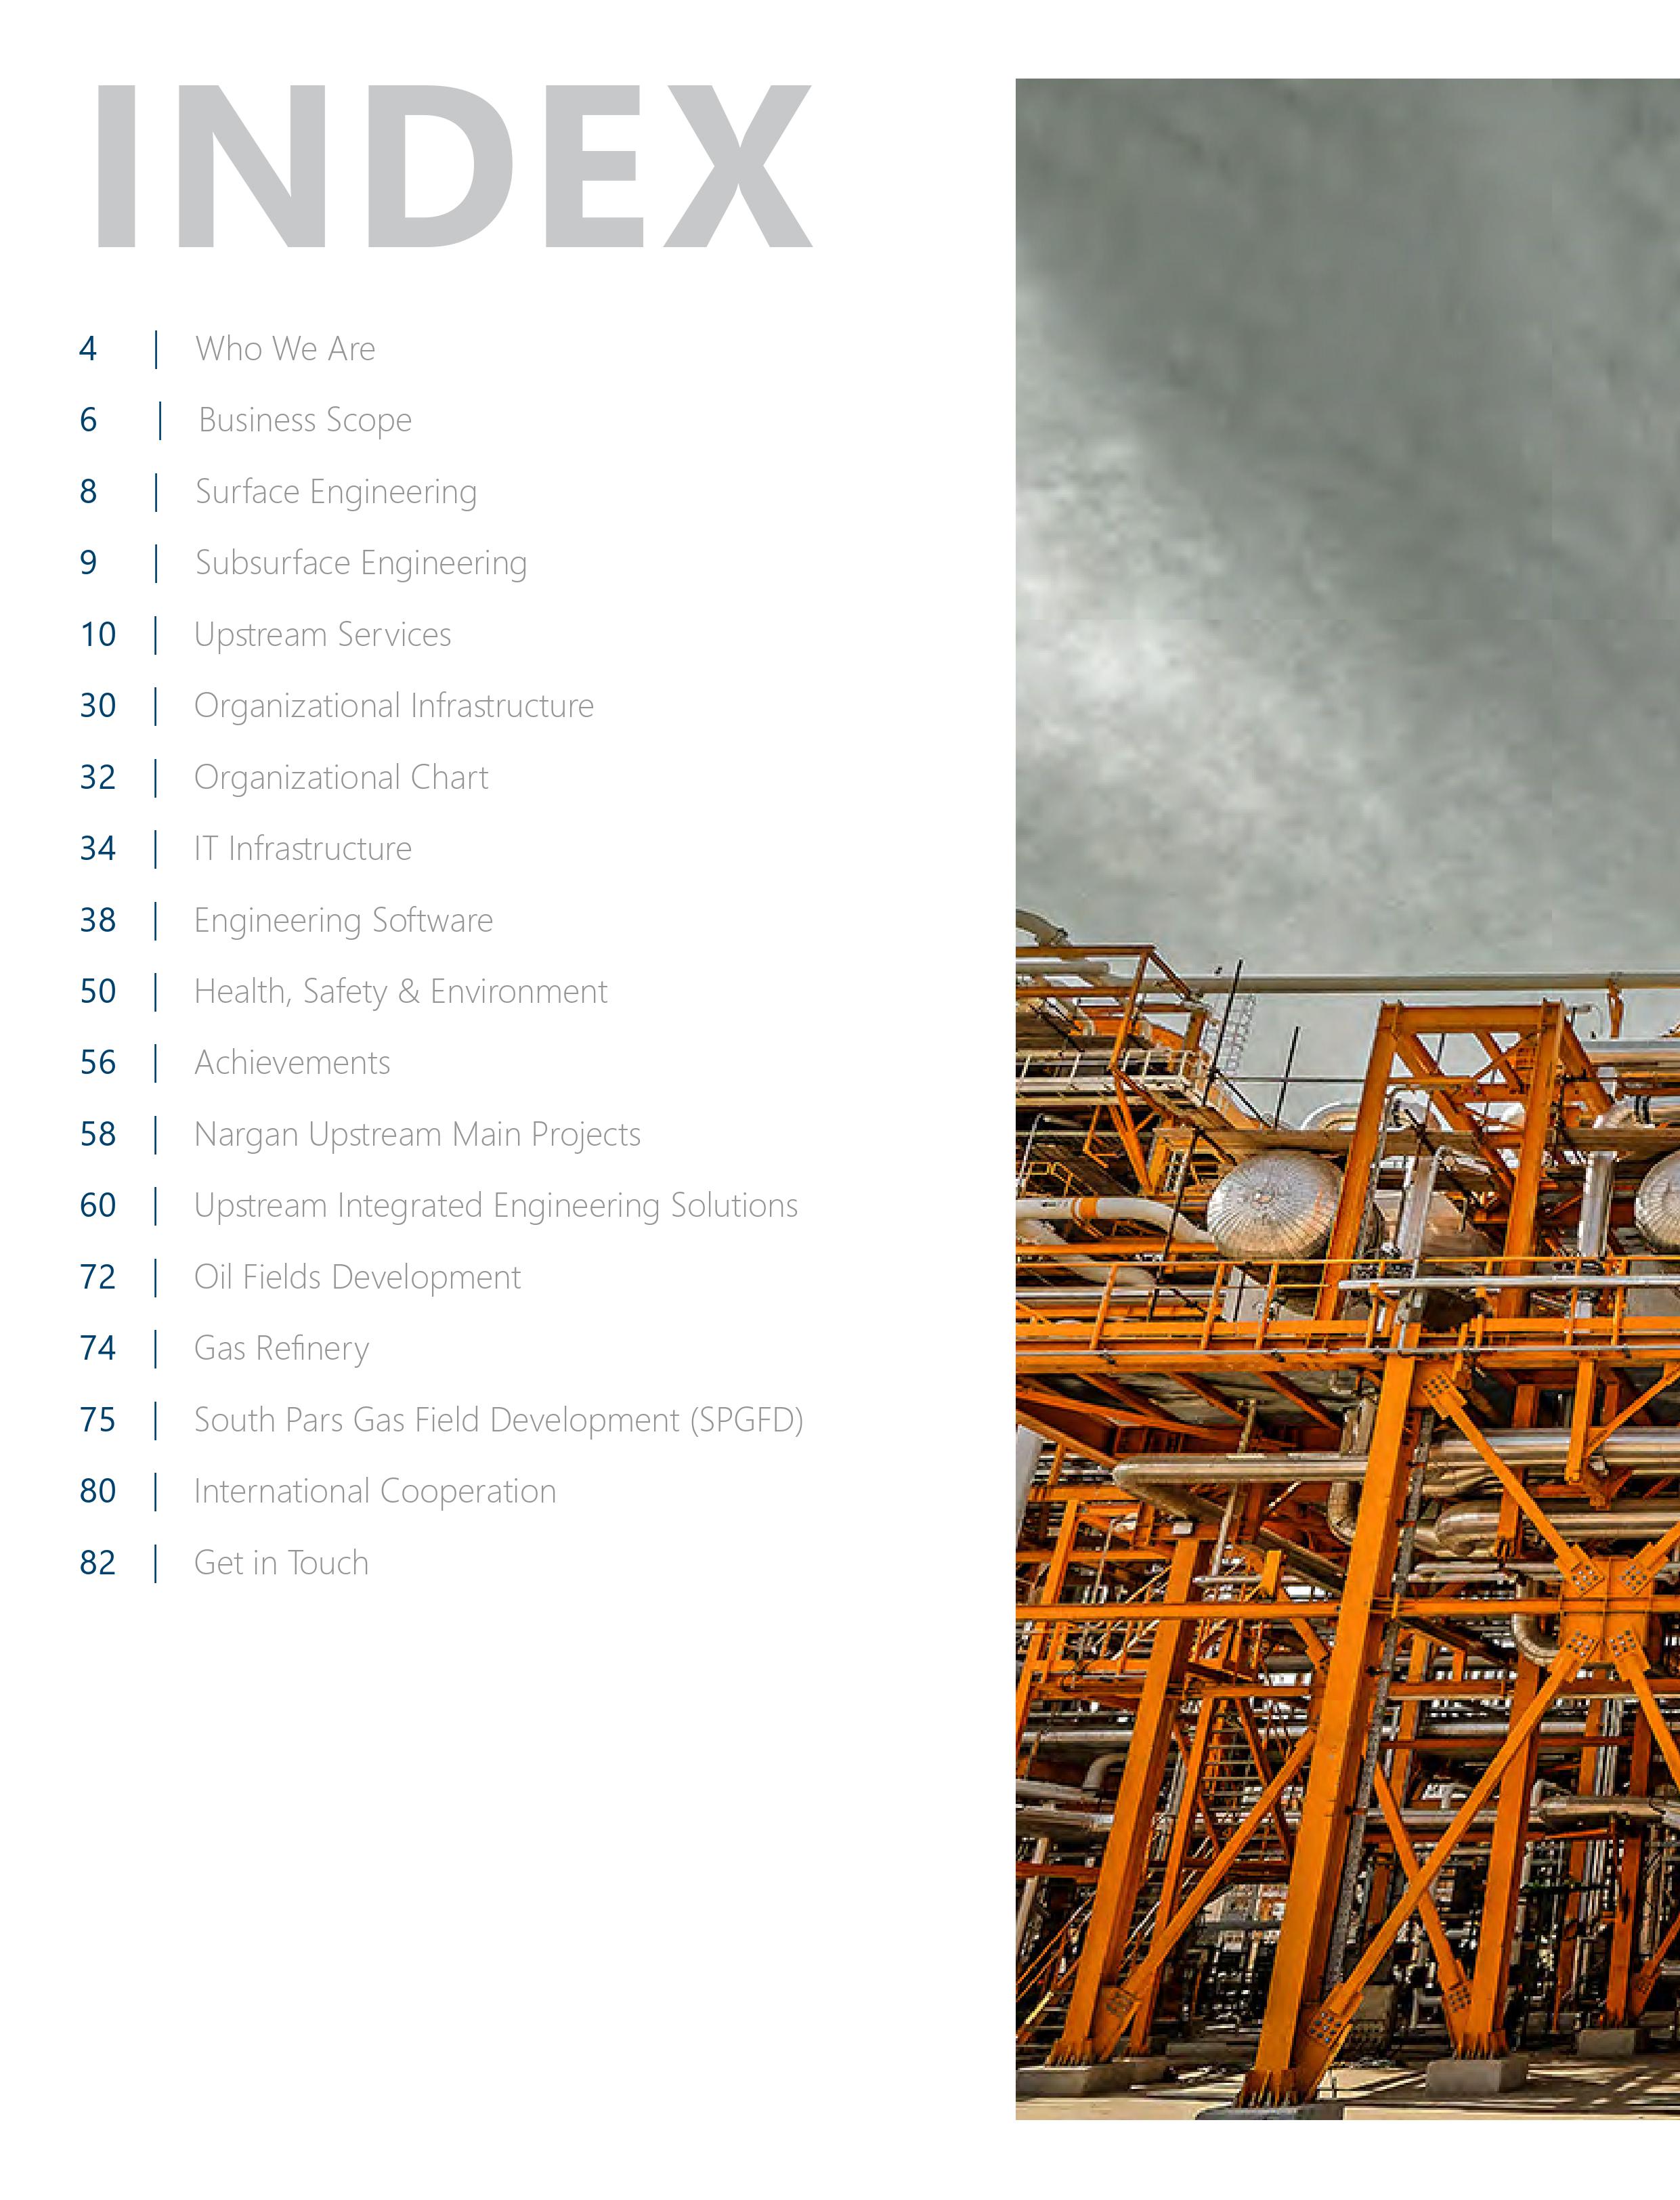 INDEX
4 | Who We Are
6 | Business Scope
8 | Surface Engineering
9 | Subsurface Engineering
10 | Upstream Services
30 | Organizational Infrastructure
32 | Organizational Chart
34 | IT Infrastructure
38 | Engineering Software
50 | Health, Safety & Environment
56 | Achievements
58 | Nargan Upstream Main Projects
60 | Upstream Integrated Engineering Solutions
72 | Oil Fields Development
74 | Gas Refinery
75 | South Pars Gas Field Development (SPGFD)
80 | International Cooperation
82 | Get in Touch